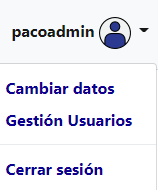 pacoadmin
Cambiar datos
Gestión Usuarios
Cerrar sesión